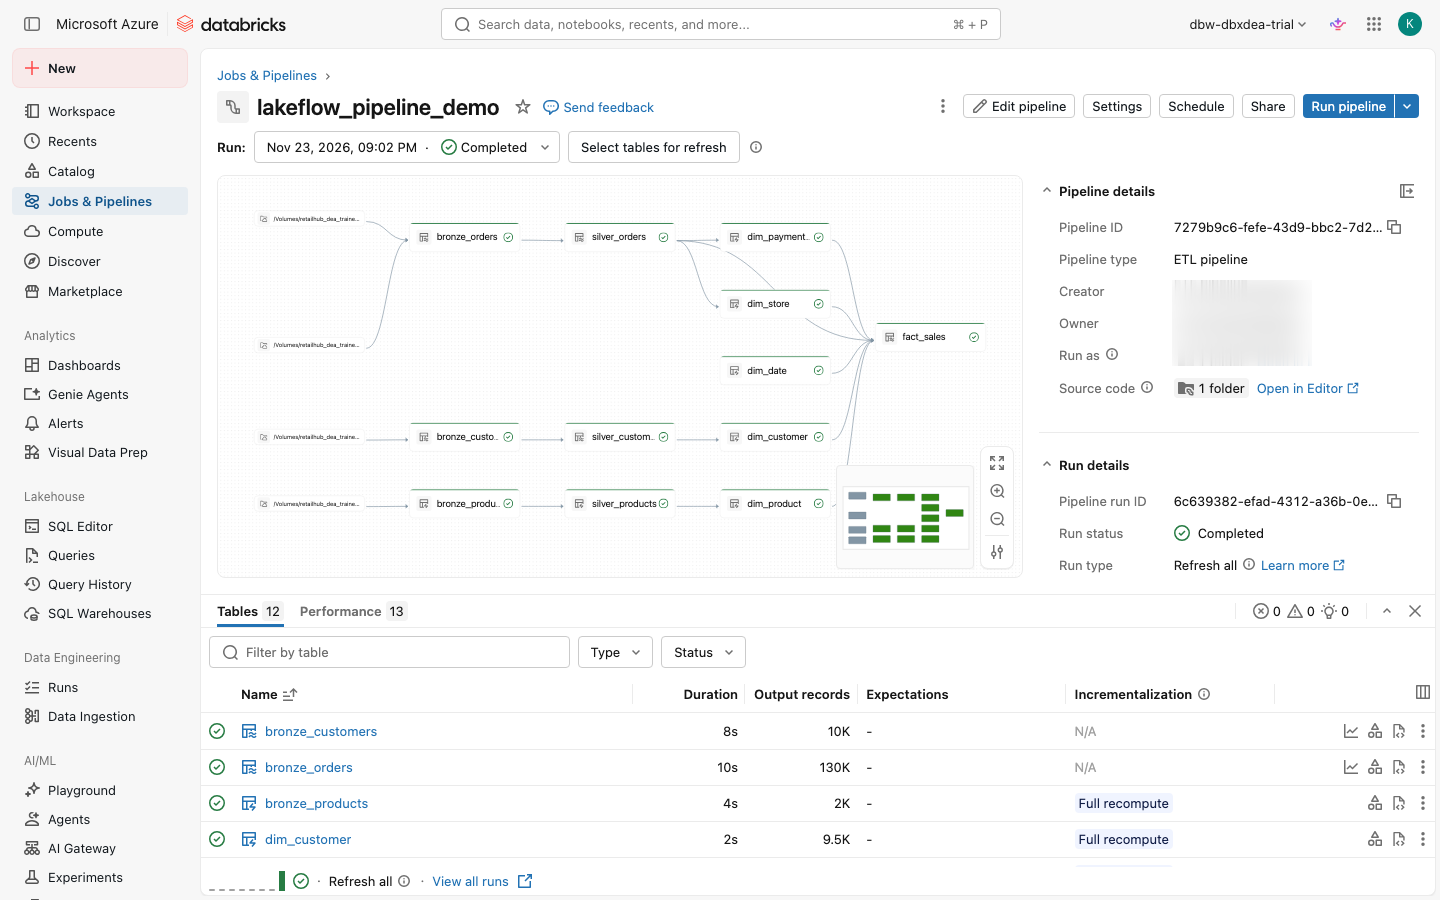 Microsoft Azure
databricks
Search data, notebooks, recents, and more...
⌘ + P
dbw-dbxdea-trial
K
New
Workspace
Recents
Catalog
Jobs & Pipelines
Compute
Discover
Marketplace
Analytics
Dashboards
Genie Agents
Alerts
Visual Data Prep
Lakehouse
SQL Editor
Queries
Query History
SQL Warehouses
Data Engineering
Runs
Data Ingestion
AI/ML
Playground
Agents
AI Gateway
Experiments
Jobs & Pipelines ›
lakeflow_pipeline_demo
Send feedback
Edit pipeline
Settings
Schedule
Share
Run pipeline
Run:
Nov 23, 2026, 09:02 PM · Completed
Select tables for refresh
/Volumes/retailhub_dea_traine...
bronze_orders
silver_orders
dim_payment..
dim_store
fact_sales
/Volumes/retailhub_dea_traine...
dim_date
/Volumes/retailhub_dea_traine...
bronze_custo..
silver_custom..
dim_customer
/Volumes/retailhub_dea_traine...
bronze_produ..
silver_products
dim_product
Pipeline details
Pipeline ID 7279b9c6-fefe-43d9-bbc2-7d2...
Pipeline type ETL pipeline
Creator
Owner
Run as
Source code 1 folder Open in Editor
Run details
Pipeline run ID 6c639382-efad-4312-a36b-0e...
Run status Completed
Run type Refresh all Learn more
Tables 12
Performance 13
0 0 0
Filter by table
Type
Status
Name Duration Output records Expectations Incrementalization
bronze_customers 8s 10K - N/A
bronze_orders 10s 130K - N/A
bronze_products 4s 2K - Full recompute
dim_customer 2s 9.5K - Full recompute
· Refresh all · View all runs